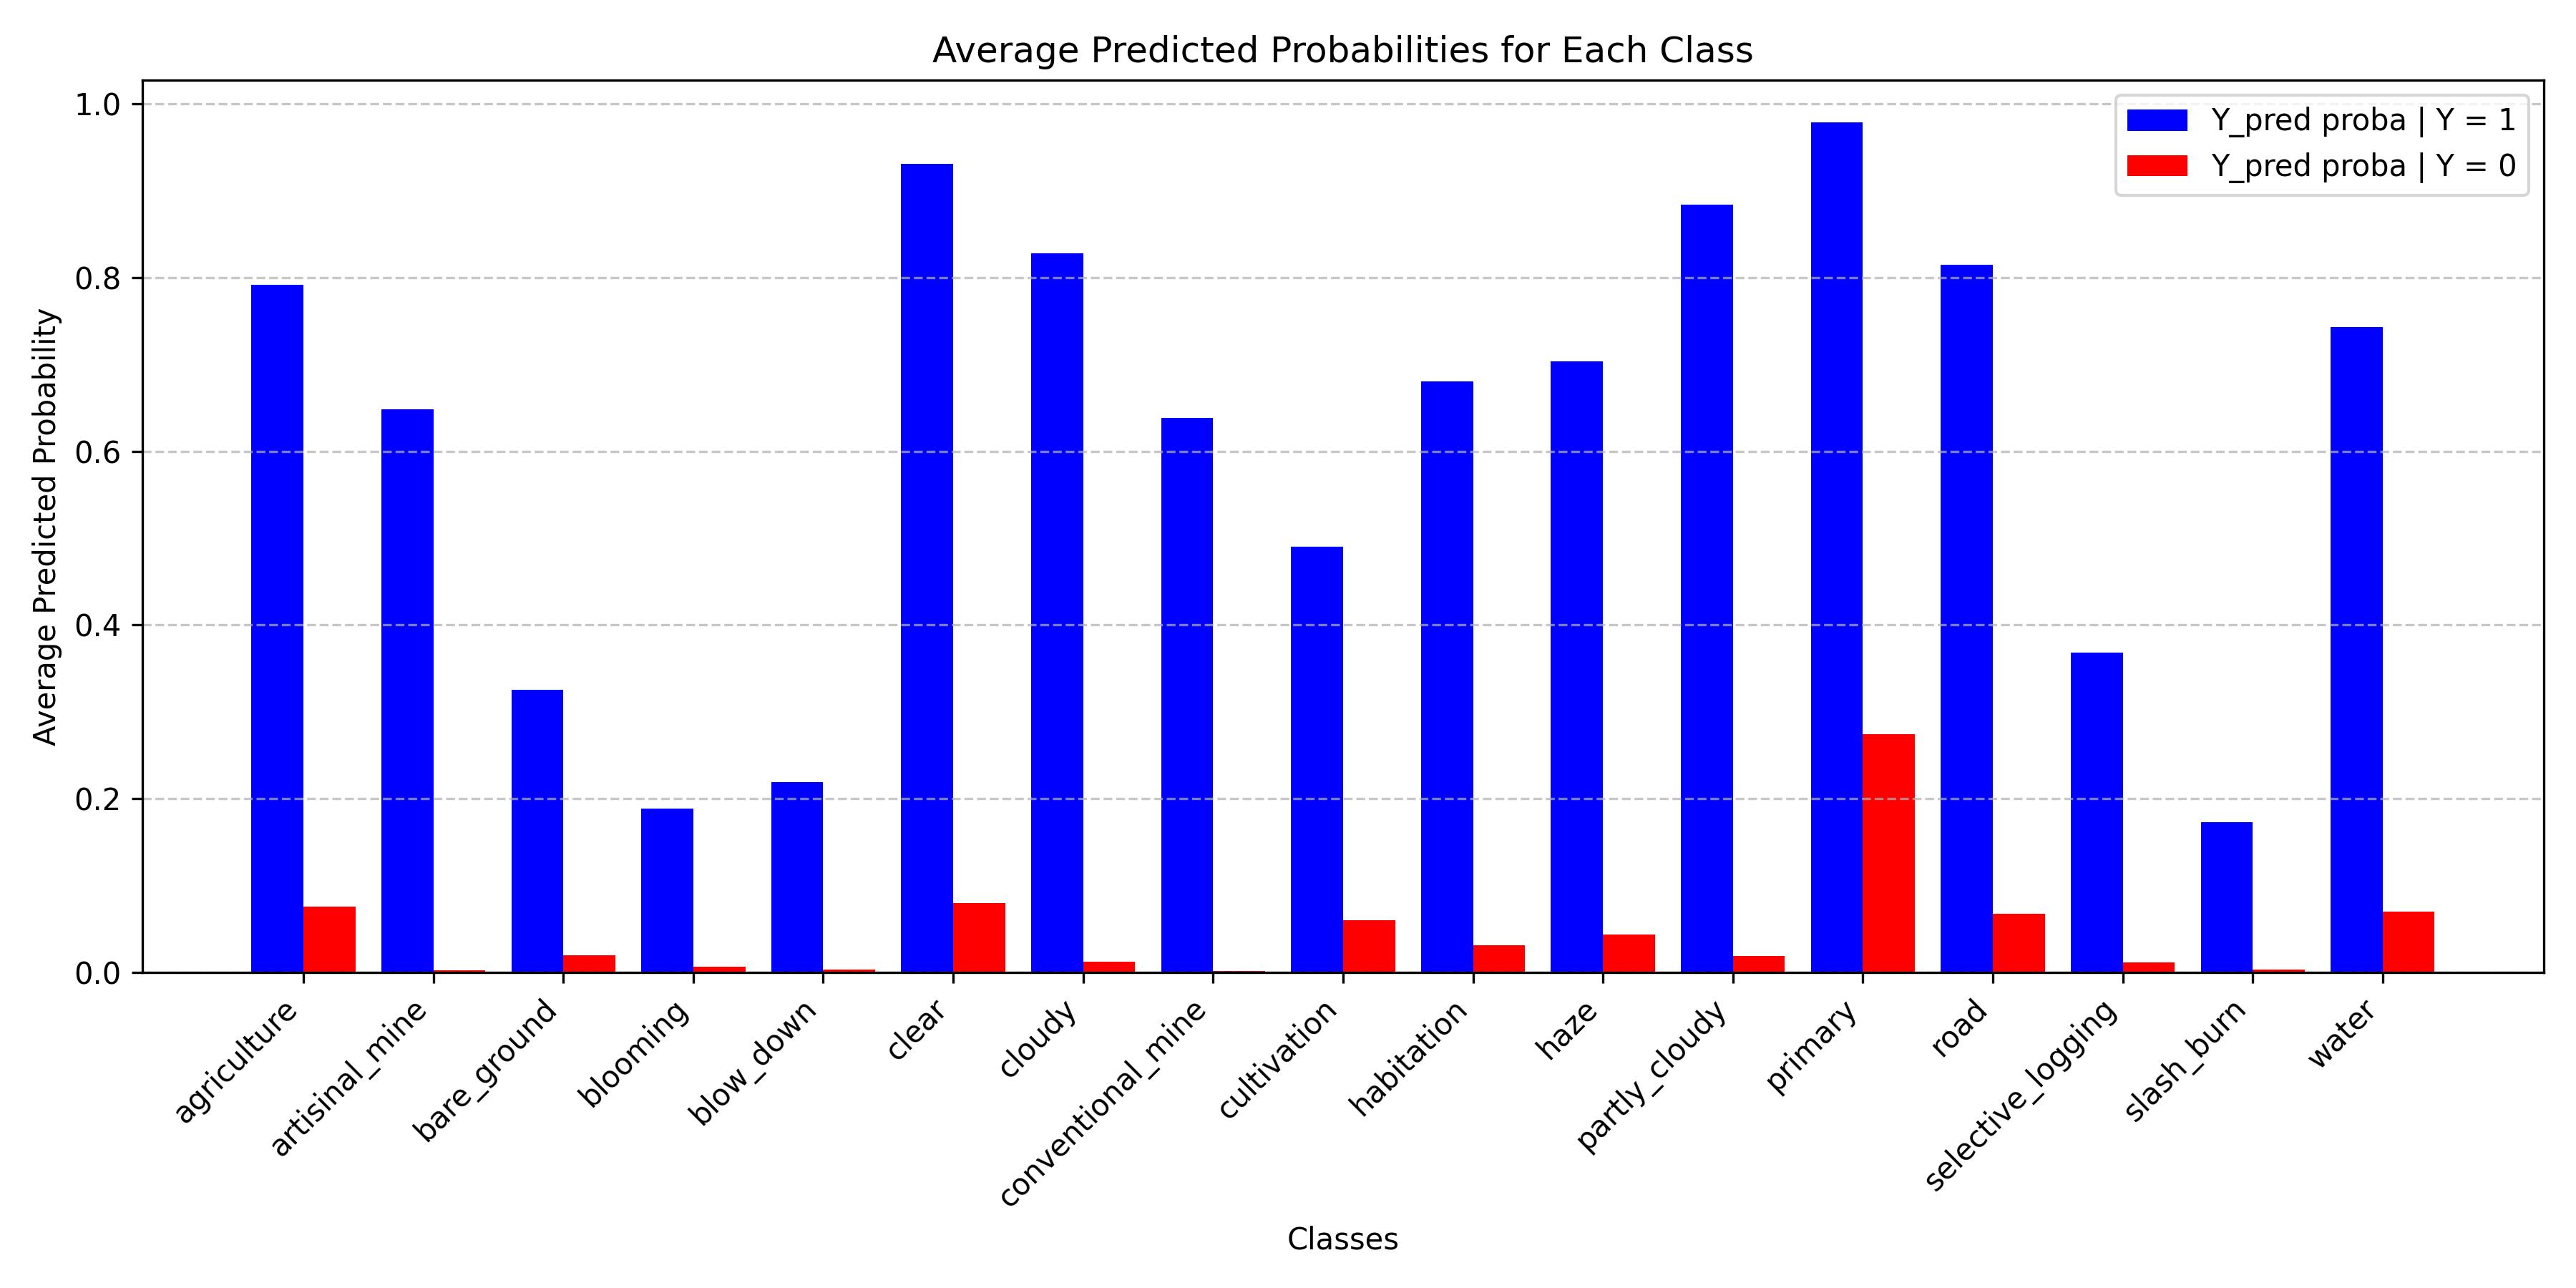 Average Predicted Probabilities for Each Class
Y_pred proba | Y = 1
Y_pred proba | Y = 0
Average Predicted Probability
1.0
0.8
0.6
0.4
0.2
0.0
agriculture
artisinal_mine
bare_ground
blooming
blow_down
clear
cloudy
conventional_mine
cultivation
habitation
haze
partly_cloudy
primary
road
selective_logging
slash_burn
water
Classes